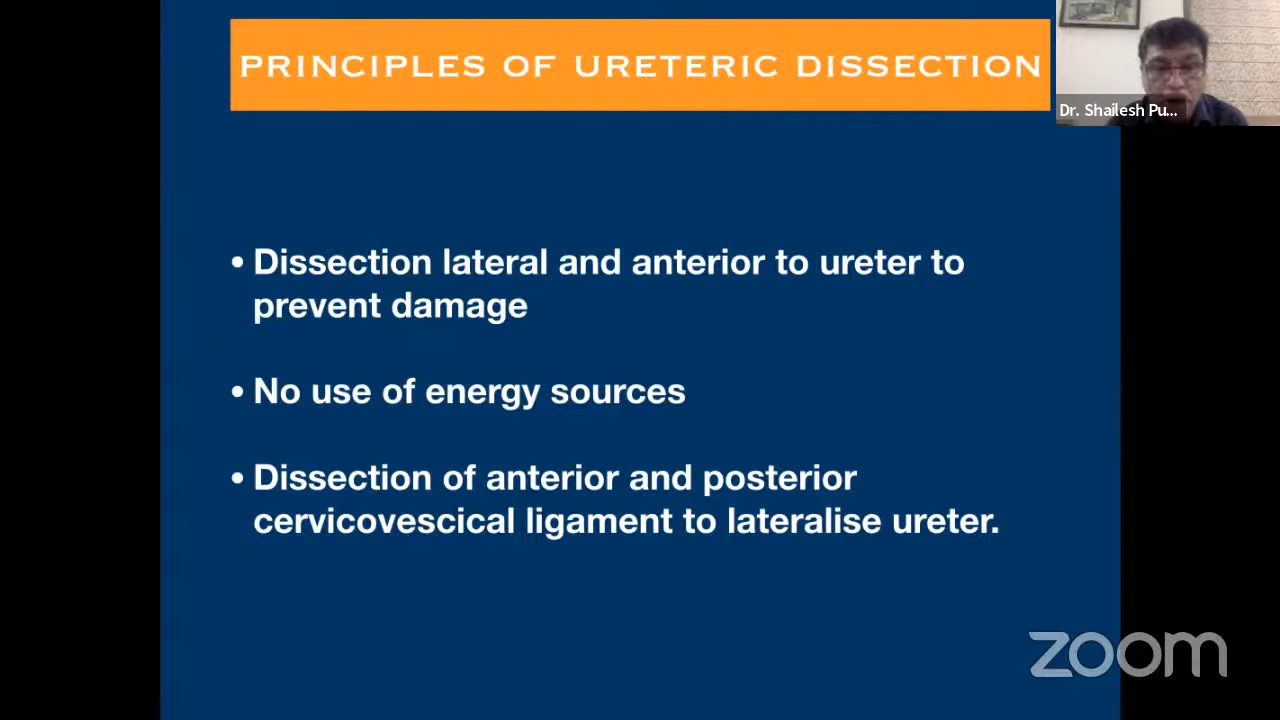 PRINCIPLES OF URETERIC DISSECTION
Dr. Shailesh Pu...
• Dissection lateral and anterior to ureter to
prevent damage
• No use of energy sources
• Dissection of anterior and posterior
cervicovescical ligament to lateralise ureter.
zoom